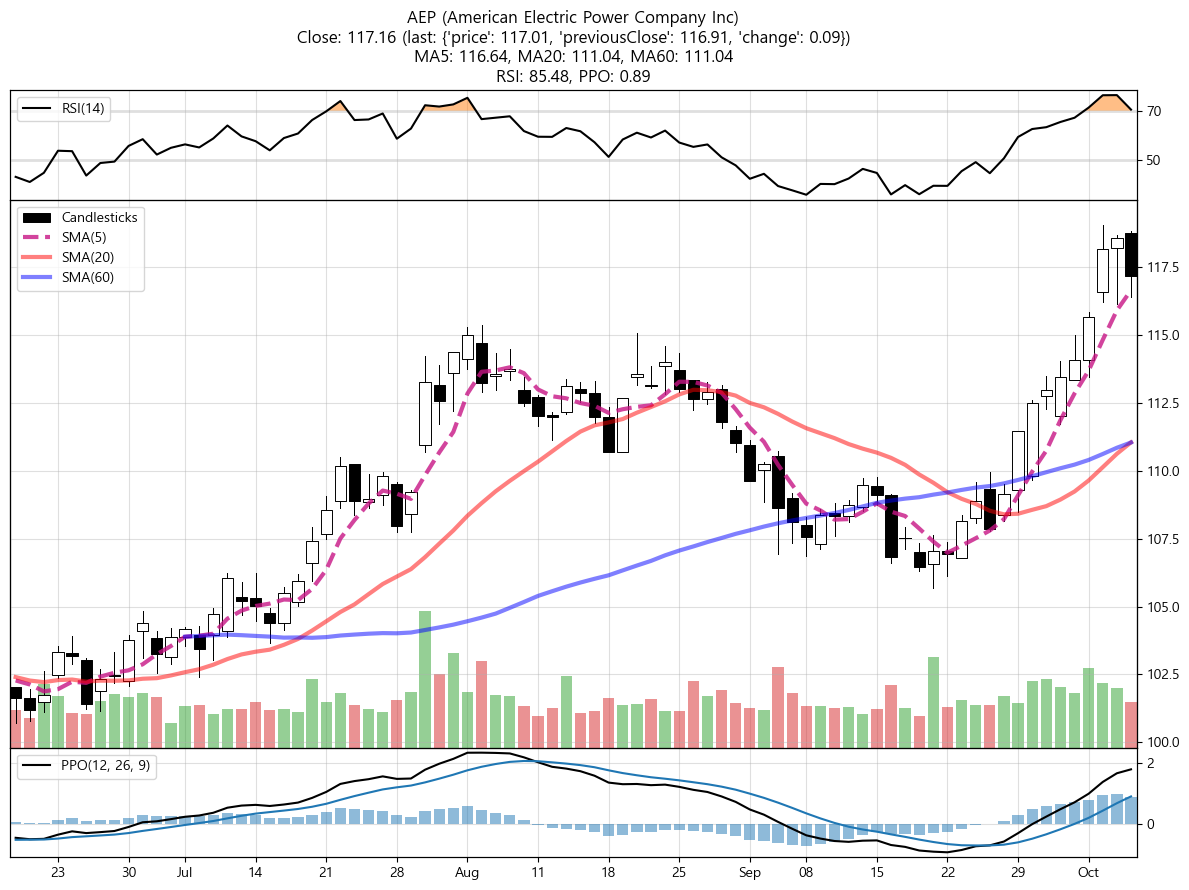 AEP (American Electric Power Company Inc)
Close: 117.16 (last: {'price': 117.01, 'previousClose': 116.91, 'change': 0.09})
MA5: 116.64, MA20: 111.04, MA60: 111.04
RSI: 85.48, PPO: 0.89
RSI(14)
70
50
Candlesticks
SMA(5)
SMA(20)
SMA(60)
117.5
115.0
112.5
110.0
107.5
105.0
102.5
100.0
PPO(12, 26, 9)
2
0
23 30 Jul 14 21 28 Aug 11 18 25 Sep 08 15 22 29 Oct